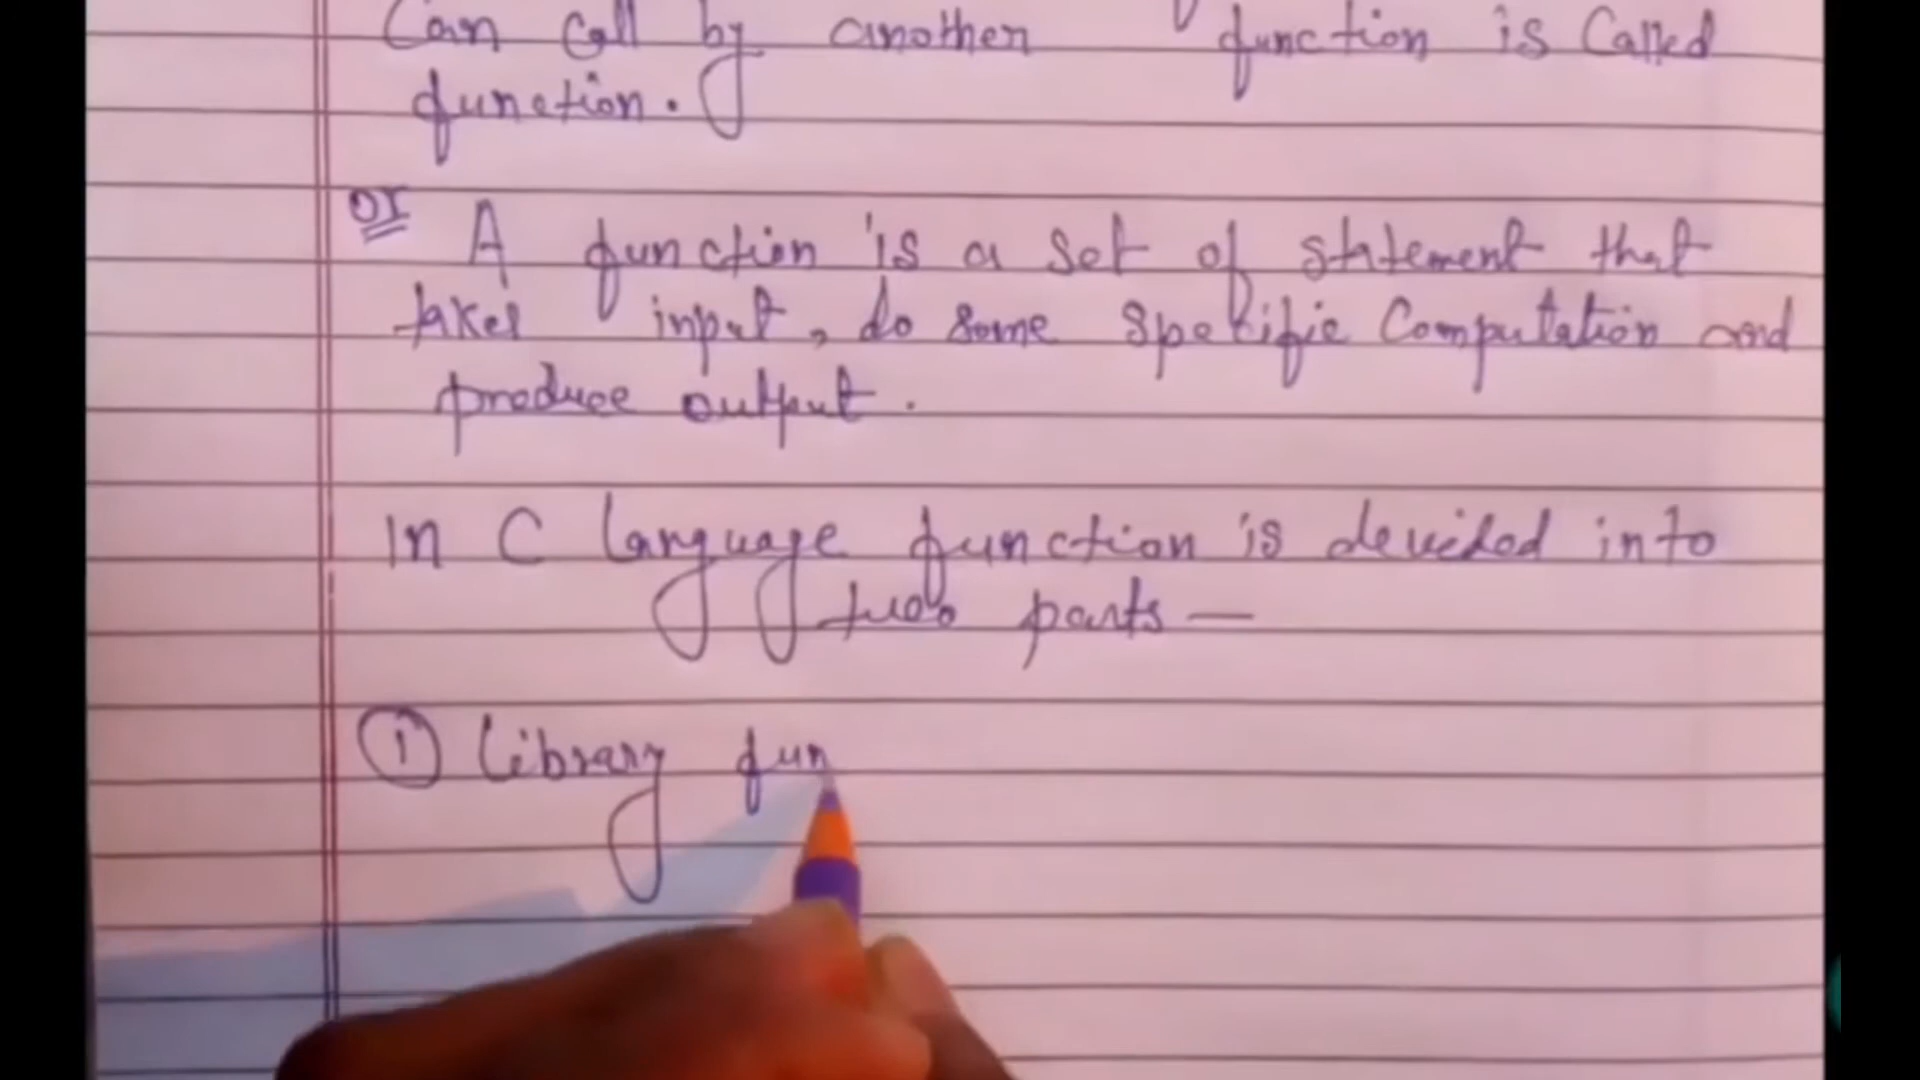 Can call by another function is called
function.
or A function is a set of statement that
takes input, do some spekific computation and
produce output.
In C language function is devided into
two parts —
① Library fun